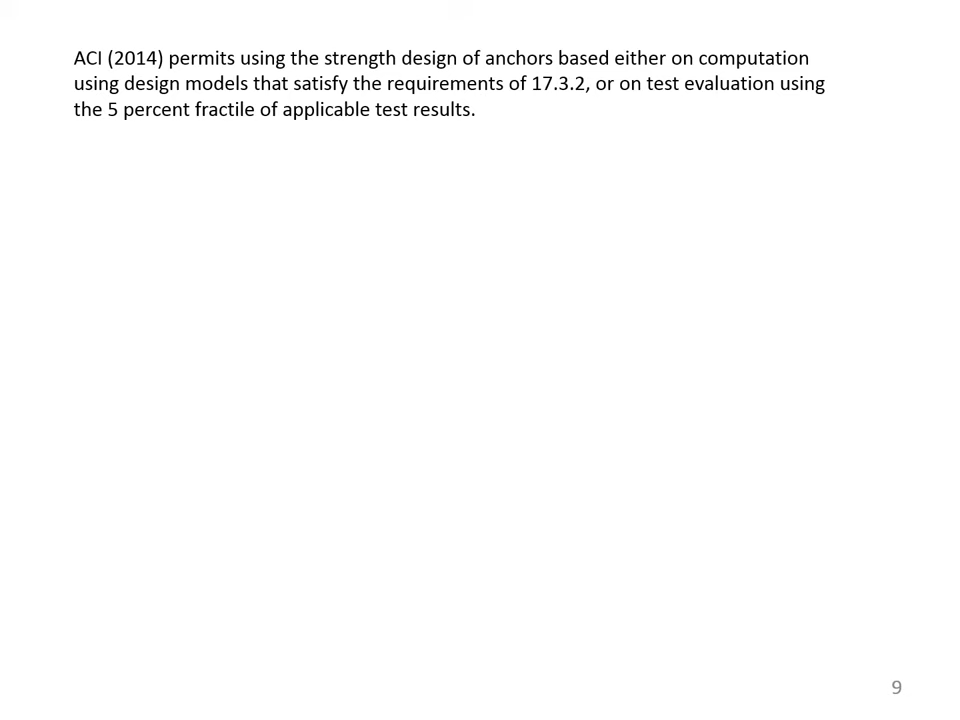 ACI (2014) permits using the strength design of anchors based either on computation
using design models that satisfy the requirements of 17.3.2, or on test evaluation using
the 5 percent fractile of applicable test results.
9